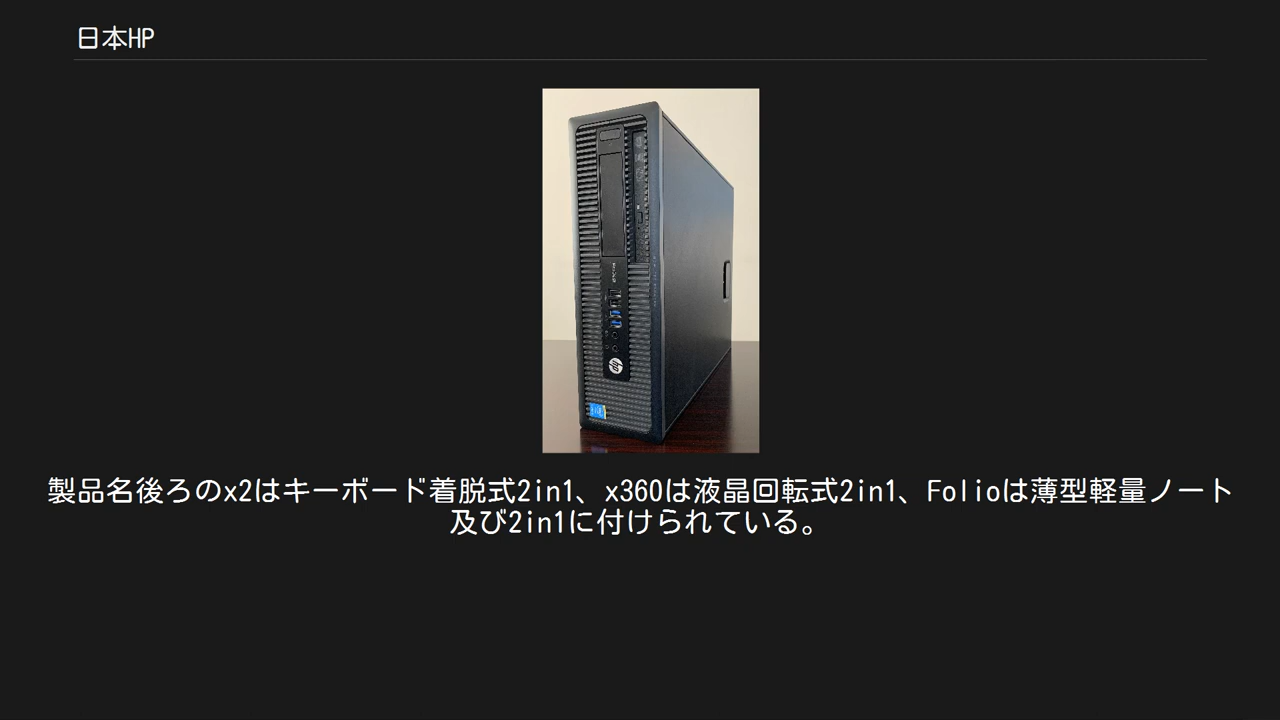 日本HP
hp
製品名後ろのx2はキーボード着脱式2in1、x360は液晶回転式2in1、Folioは薄型軽量ノート
及び2in1に付けられている。